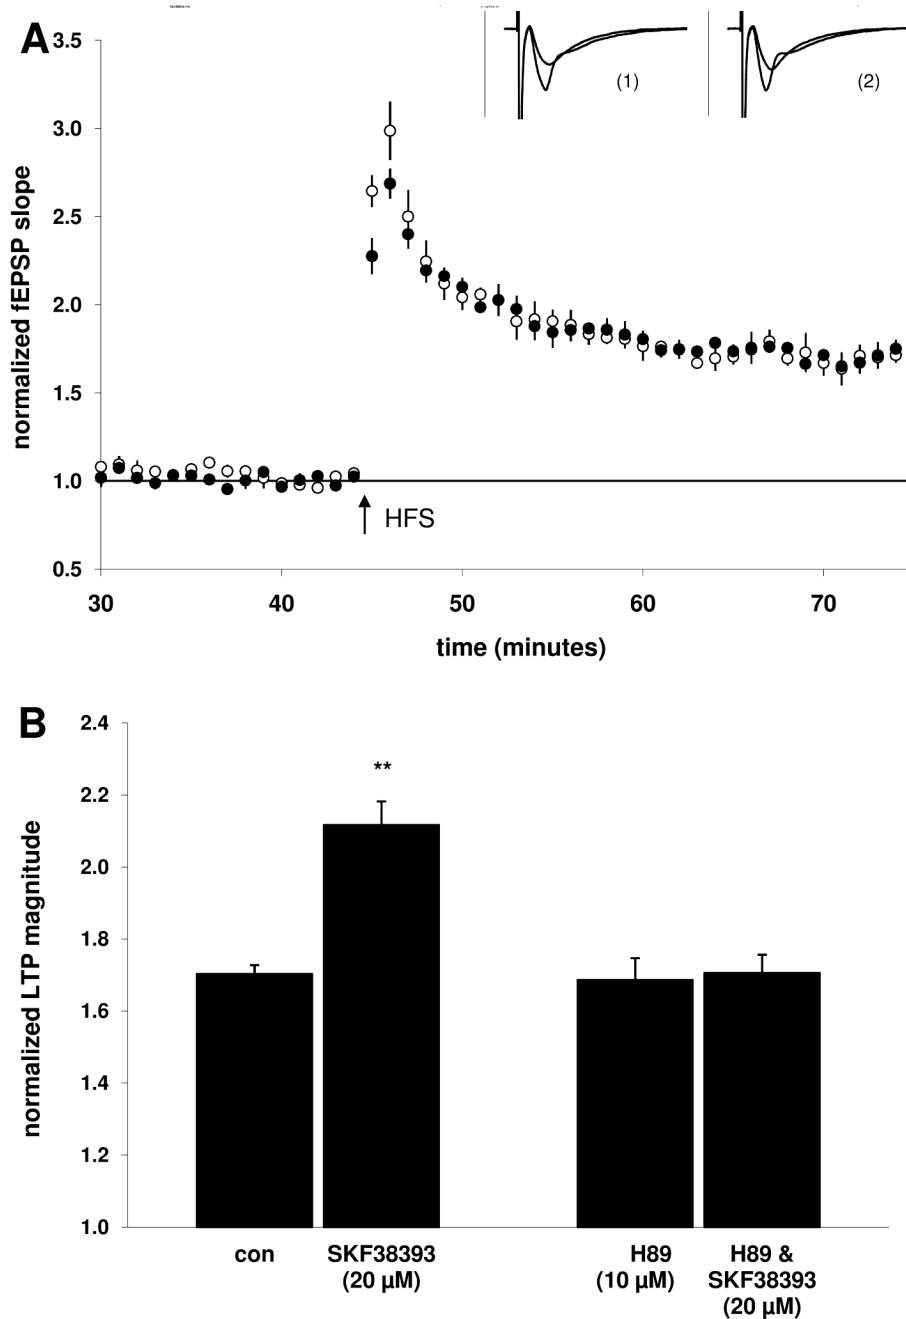 A
3.5
3.0
2.5
2.0
1.5
1.0
0.5
normalized fEPSP slope
(1)
(2)
HFS
30
40
50
60
70
time (minutes)
B
2.4
2.2
2.0
1.8
1.6
1.4
1.2
1.0
normalized LTP magnitude
**
con
SKF38393
(20 µM)
H89
(10 µM)
H89 &
SKF38393
(20 µM)